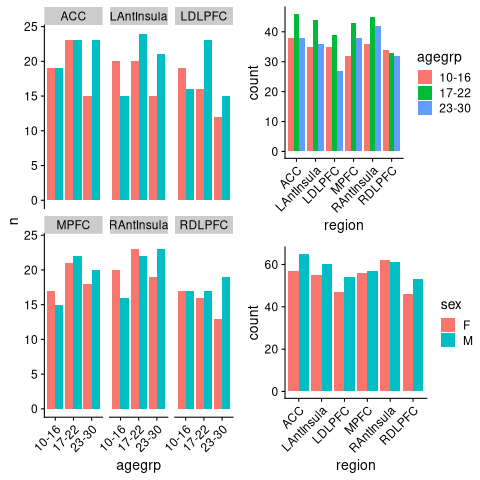 ACC LAntInsula LDLPFC
25
20
15
10
5
0
MPFC RAntInsula RDLPFC
25
20
15
10
5
0
n
10-16 17-22 23-30 10-16 17-22 23-30 10-16 17-22 23-30
agegrp
count
40
30
20
10
0
ACC LAntInsula LDLPFC MPFC RAntInsula RDLPFC
region
agegrp
10-16
17-22
23-30
count
60
40
20
0
ACC LAntInsula LDLPFC MPFC RAntInsula RDLPFC
region
sex
F
M